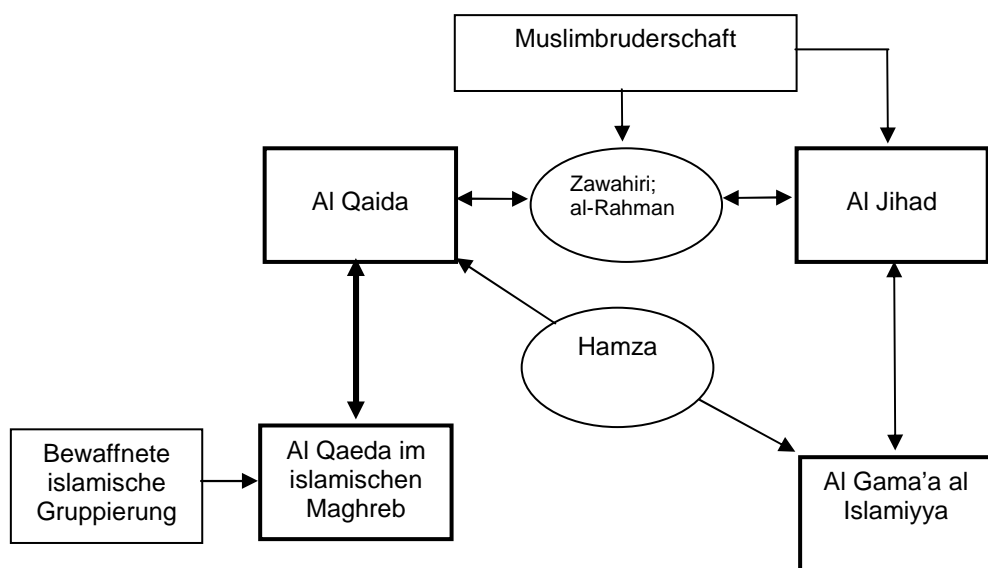 Muslimbruderschaft
Al Qaida
Zawahiri;
al-Rahman
Al Jihad
Hamza
Bewaffnete
islamische
Gruppierung
Al Qaeda im
islamischen
Maghreb
Al Gama’a al
Islamiyya